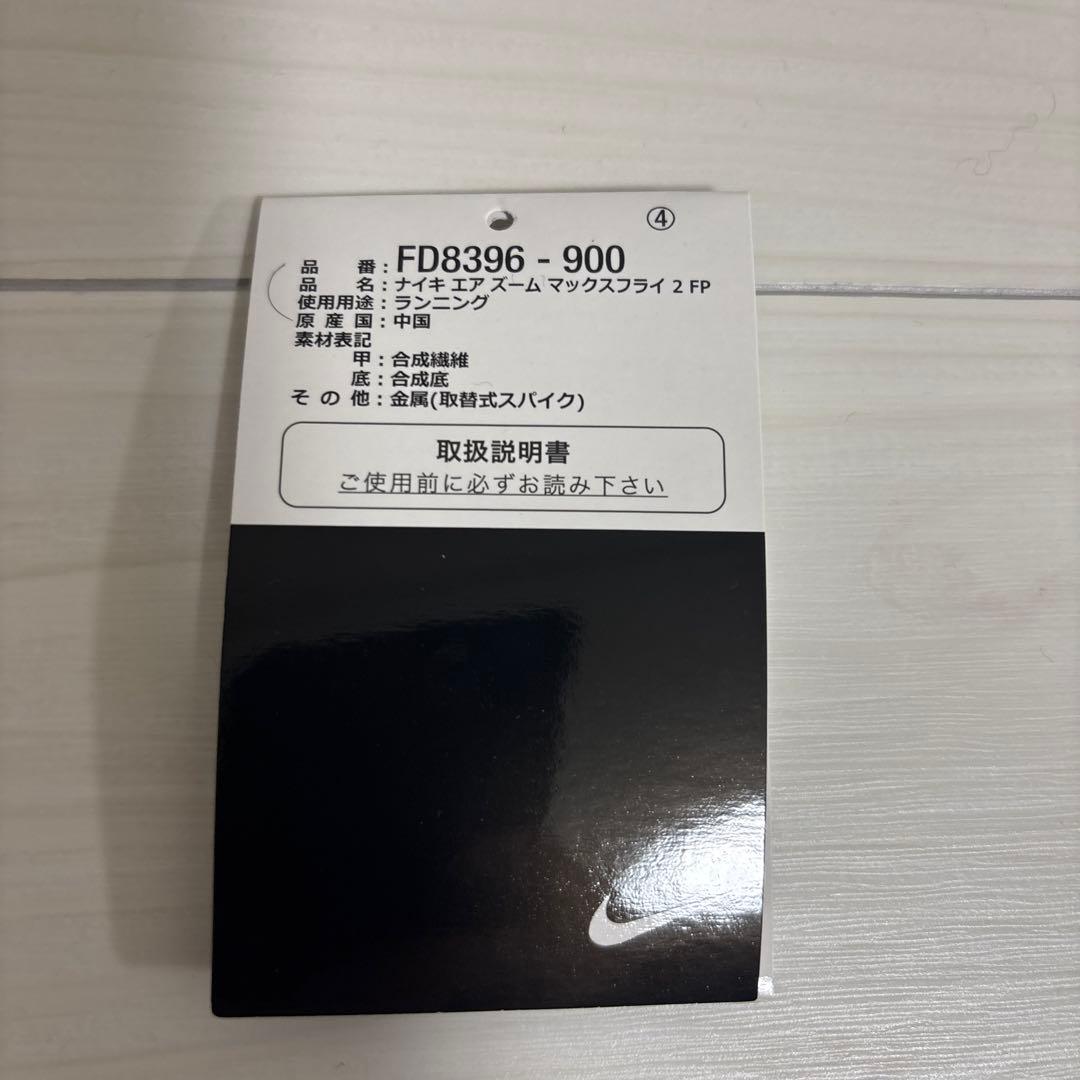 ④
品 番 : FD8396 - 900
品 名 : ナイキ エア ズーム マックスフライ 2 FP
使用用途 : ランニング
原 産 国 : 中国
素材表記
甲 : 合成繊維
底 : 合成底
そ の 他 : 金属(取替式スパイク)
取扱説明書
ご使用前に必ずお読み下さい